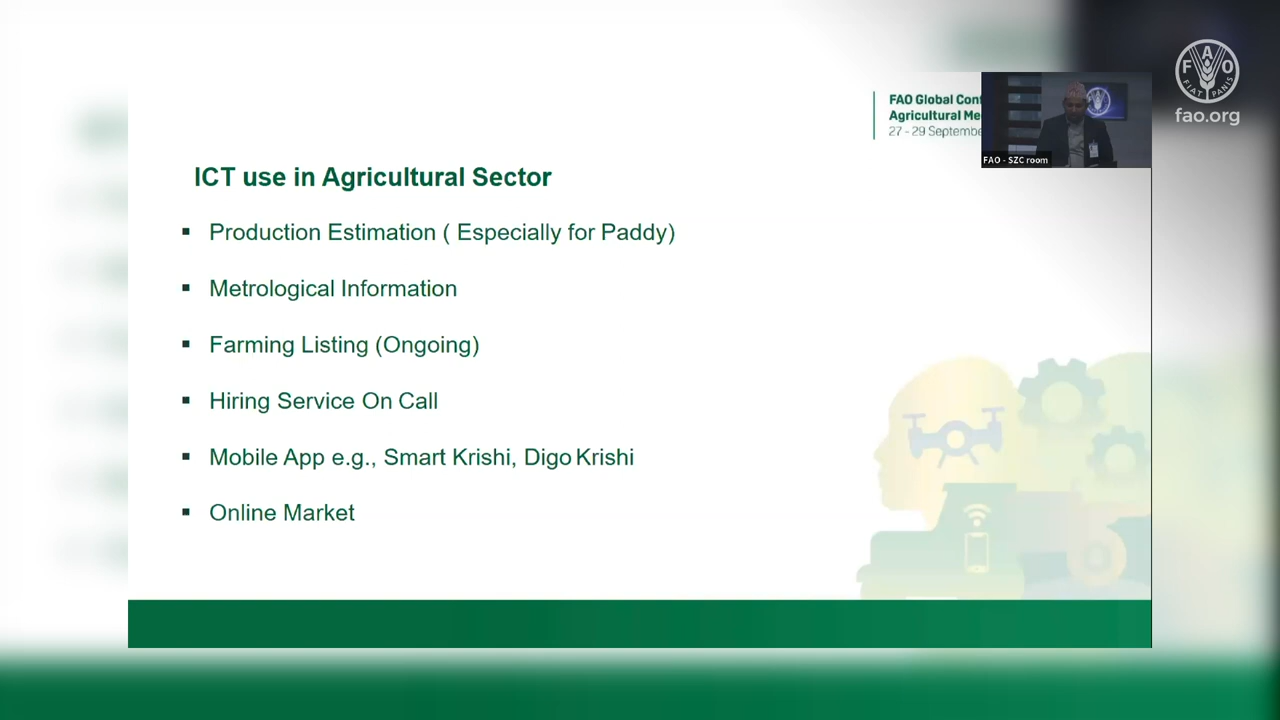 FAO Global Con
Agricultural Me
27 - 29 Septembe
F A O
FIAT PANIS
fao.org
FAO - SZC room
ICT use in Agricultural Sector
▪ Production Estimation ( Especially for Paddy)
▪ Metrological Information
▪ Farming Listing (Ongoing)
▪ Hiring Service On Call
▪ Mobile App e.g., Smart Krishi, Digo Krishi
▪ Online Market